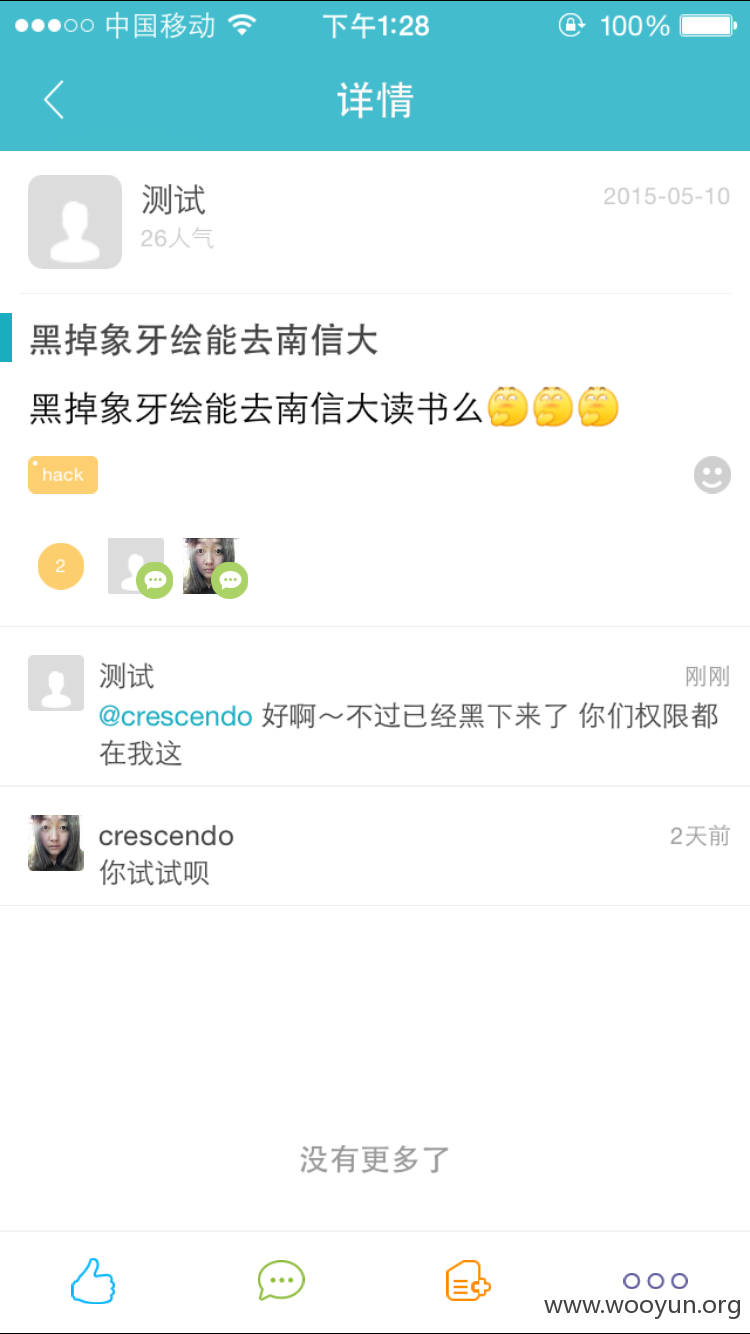 中国移动 下午1:28 100%
详情
测试 2015-05-10
26人气
黑掉象牙绘能去南信大
黑掉象牙绘能去南信大读书么
hack
2
测试 刚刚
@crescendo 好啊～不过已经黑下来了 你们权限都
在我这
crescendo 2天前
你试试呗
没有更多了
www.wooyun.org